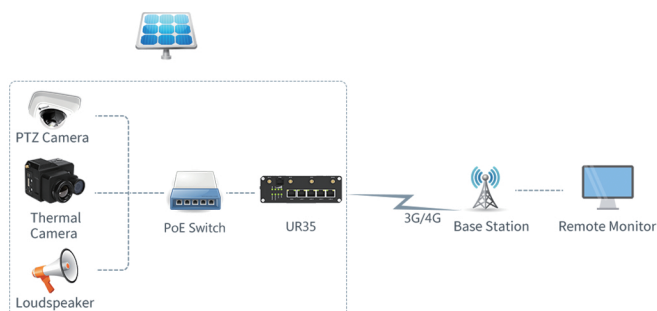 PTZ Camera
Thermal
Camera
PoE Switch
UR35
3G/4G
Base Station
Remote Monitor
Loudspeaker